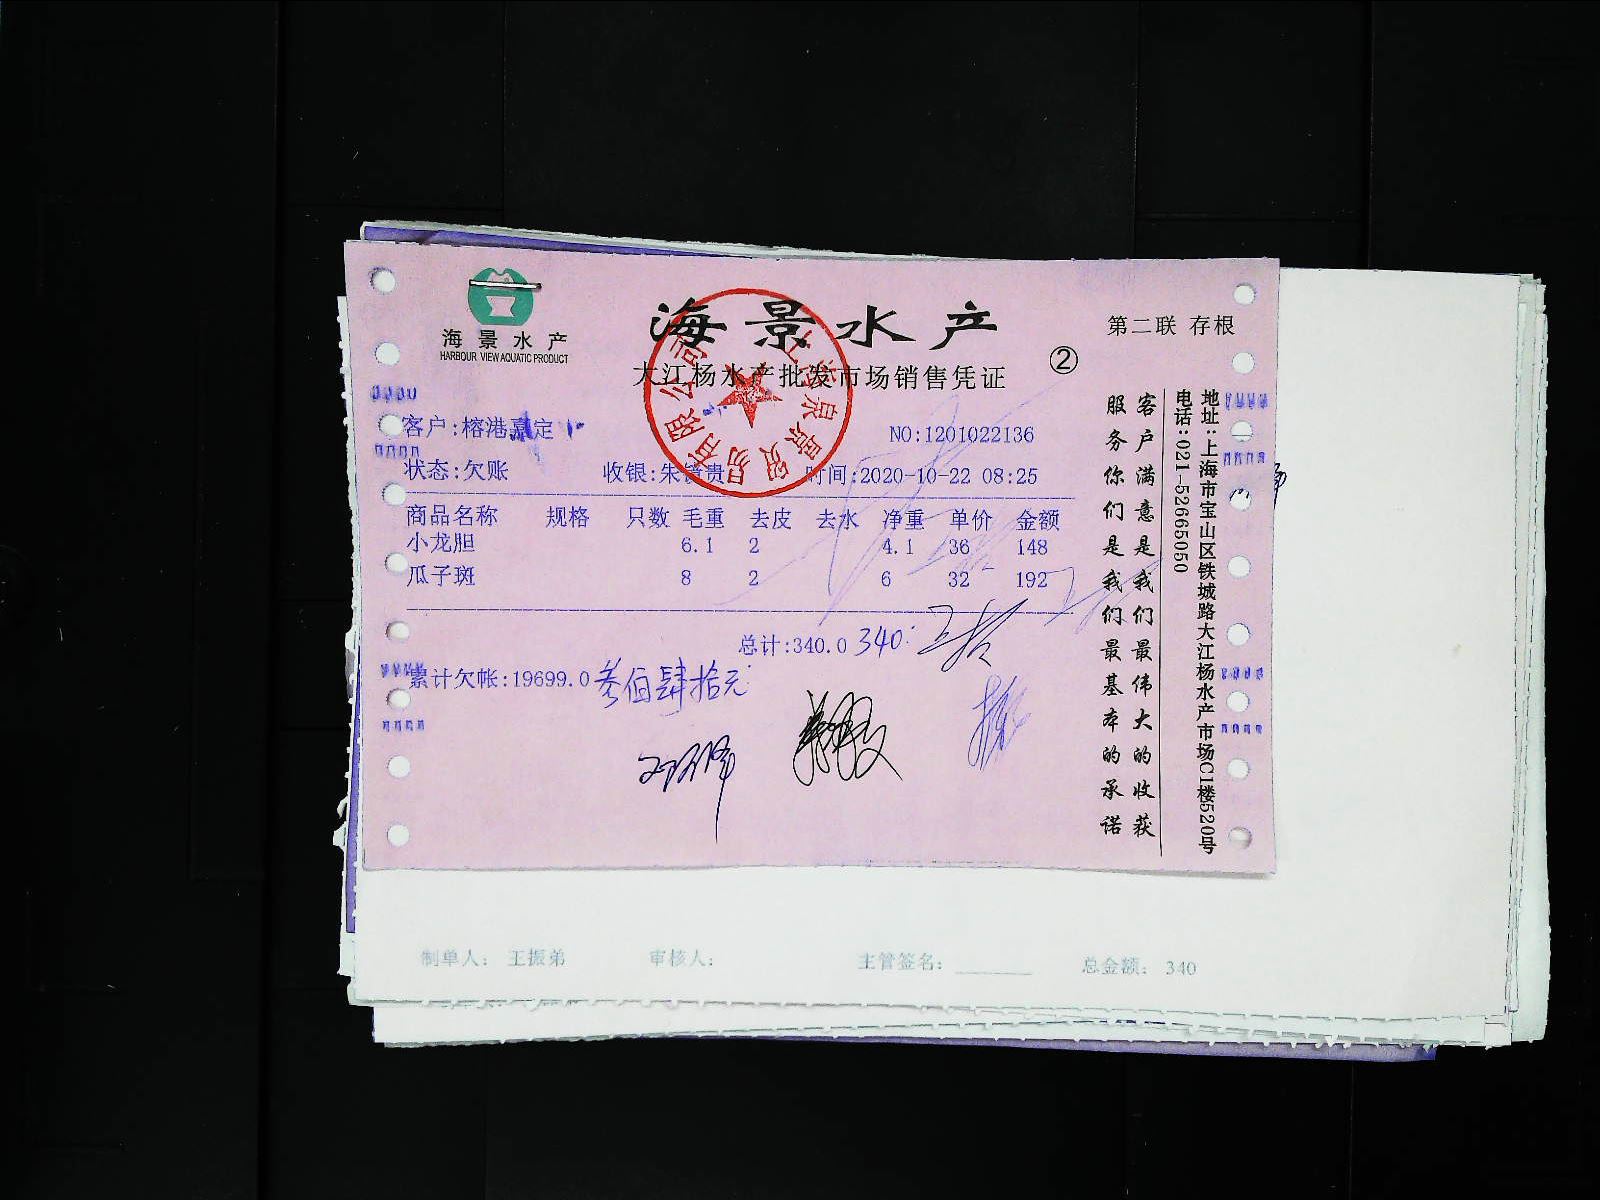 海景水产
HARBOUR VIEW AQUATIC PRODUCT
海景水产
大江杨水产批发市场销售凭证
②
第二联 存根
客户:榕港嘉定
NO:1201022136
状态:欠账 收银:朱 贵 时间:2020-10-22 08:25
商品名称 规格 只数 毛重 去皮 去水 净重 单价 金额
小龙胆 6.1 2 4.1 36 148
瓜子斑 8 2 6 32 192
总计:340.0 340
累计欠帐:19699.0 叁佰肆拾元
客户满意是我们最伟大的收获
服务你们是我们最基本的承诺
地址:上海市宝山区铁城路大江杨水产市场C1楼520号
电话:021-52665050
制单人: 王振弟 审核人: 主管签名: 总金额: 340